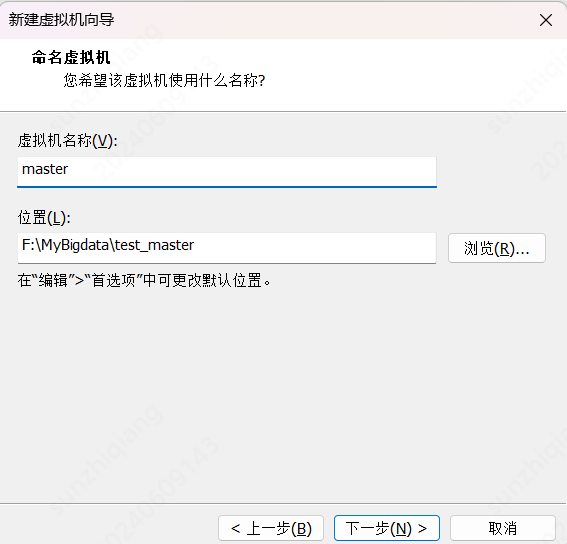 新建虚拟机向导
命名虚拟机
您希望该虚拟机使用什么名称?
虚拟机名称(V):
master
位置(L):
F:\MyBigdata\test_master
浏览(R)...
在“编辑”>“首选项”中可更改默认位置。
< 上一步(B)
下一步(N) >
取消
sunzhiqiang
20240609143